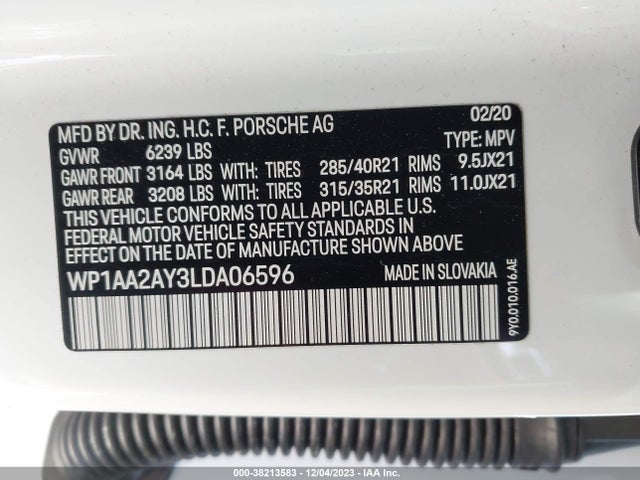 MFD BY DR. ING. H.C. F. PORSCHE AG 02/20
GVWR 6239 LBS TYPE: MPV
GAWR FRONT 3164 LBS WITH: TIRES 285/40R21 RIMS 9.5JX21
GAWR REAR 3208 LBS WITH: TIRES 315/35R21 RIMS 11.0JX21
THIS VEHICLE CONFORMS TO ALL APPLICABLE U.S.
FEDERAL MOTOR VEHICLE SAFETY STANDARDS IN
EFFECT ON THE DATE OF MANUFACTURE SHOWN ABOVE.
WP1AA2AY3LDA06596 MADE IN SLOVAKIA
9Y0.010.016.AE
000-38213583 - 12/04/2023 - IAA Inc.